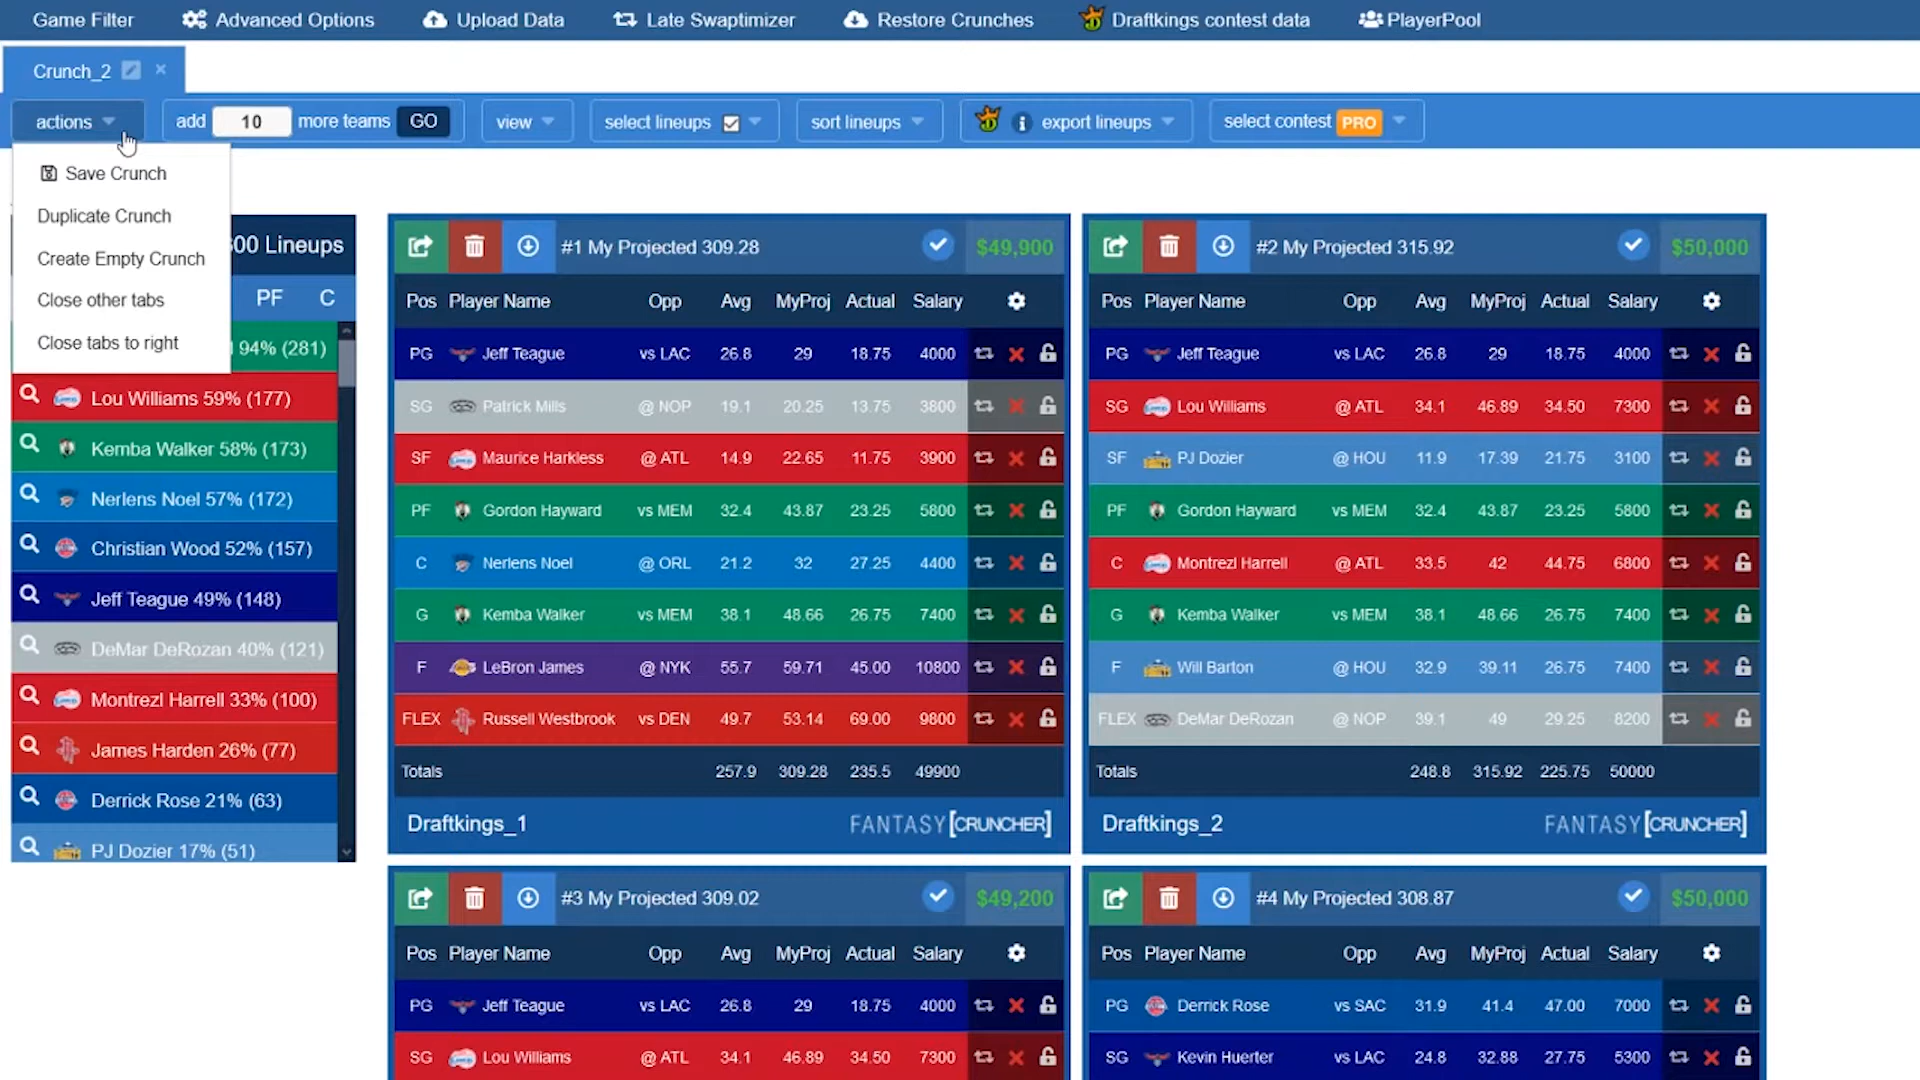 Game Filter Advanced Options Upload Data Late Swaptimizer Restore Crunches Draftkings contest data PlayerPool
Crunch_2 ×
actions add 10 more teams GO view select lineups sort lineups i export lineups select contest PRO
Save Crunch
Duplicate Crunch
Create Empty Crunch
Close other tabs
Close tabs to right
00 Lineups
PF C
94% (281)
Lou Williams 59% (177)
Kemba Walker 58% (173)
Nerlens Noel 57% (172)
Christian Wood 52% (157)
Jeff Teague 49% (148)
DeMar DeRozan 40% (121)
Montrezl Harrell 33% (100)
James Harden 26% (77)
Derrick Rose 21% (63)
PJ Dozier 17% (51)
#1 My Projected 309.28 $49,900
Pos Player Name Opp Avg MyProj Actual Salary
PG Jeff Teague vs LAC 26.8 29 18.75 4000
SG Patrick Mills @ NOP 19.1 20.25 13.75 3800
SF Maurice Harkless @ ATL 14.9 22.65 11.75 3900
PF Gordon Hayward vs MEM 32.4 43.87 23.25 5800
C Nerlens Noel @ ORL 21.2 32 27.25 4400
G Kemba Walker vs MEM 38.1 48.66 26.75 7400
F LeBron James @ NYK 55.7 59.71 45.00 10800
FLEX Russell Westbrook vs DEN 49.7 53.14 69.00 9800
Totals 257.9 309.28 235.5 49900
Draftkings_1 FANTASY[CRUNCHER]
#2 My Projected 315.92 $50,000
Pos Player Name Opp Avg MyProj Actual Salary
PG Jeff Teague vs LAC 26.8 29 18.75 4000
SG Lou Williams @ ATL 34.1 46.89 34.50 7300
SF PJ Dozier @ HOU 11.9 17.39 21.75 3100
PF Gordon Hayward vs MEM 32.4 43.87 23.25 5800
C Montrezl Harrell @ ATL 33.5 42 44.75 6800
G Kemba Walker vs MEM 38.1 48.66 26.75 7400
F Will Barton @ HOU 32.9 39.11 26.75 7400
FLEX DeMar DeRozan @ NOP 39.1 49 29.25 8200
Totals 248.8 315.92 225.75 50000
Draftkings_2 FANTASY[CRUNCHER]
#3 My Projected 309.02 $49,200
Pos Player Name Opp Avg MyProj Actual Salary
PG Jeff Teague vs LAC 26.8 29 18.75 4000
SG Lou Williams @ ATL 34.1 46.89 34.50 7300
#4 My Projected 308.87 $50,000
Pos Player Name Opp Avg MyProj Actual Salary
PG Derrick Rose vs SAC 31.9 41.4 47.00 7000
SG Kevin Huerter vs LAC 24.8 32.88 27.75 5300